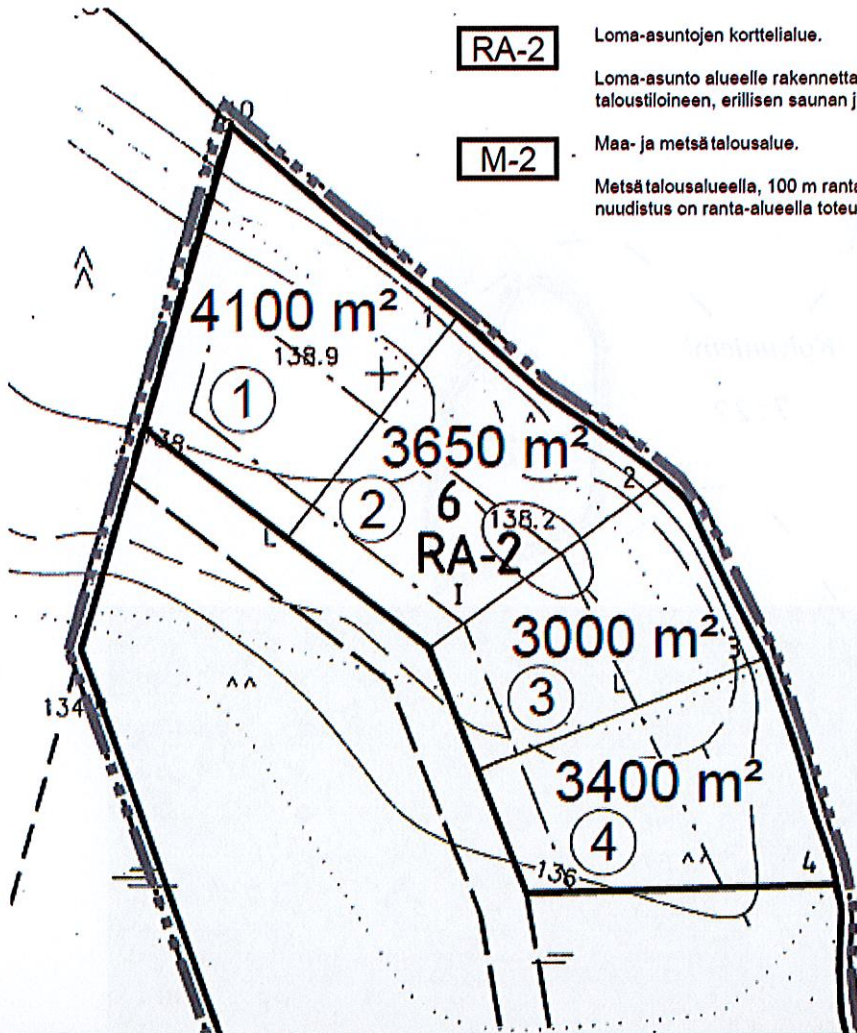 RA-2
Loma-asuntojen korttelialue.
Loma-asunto alueelle rakennetta
taloustiloineen, erillisen saunan j
M-2
Maa- ja metsätalousalue.
Metsätalousalueella, 100 m ranta
nuudistus on ranta-alueella toteu
0
4100 m²
1
138.9
1
138
3650 m²
2
2
6
138.2
L
RA-2
I
3000 m²
3
L
3
134
3400 m²
4
4
136